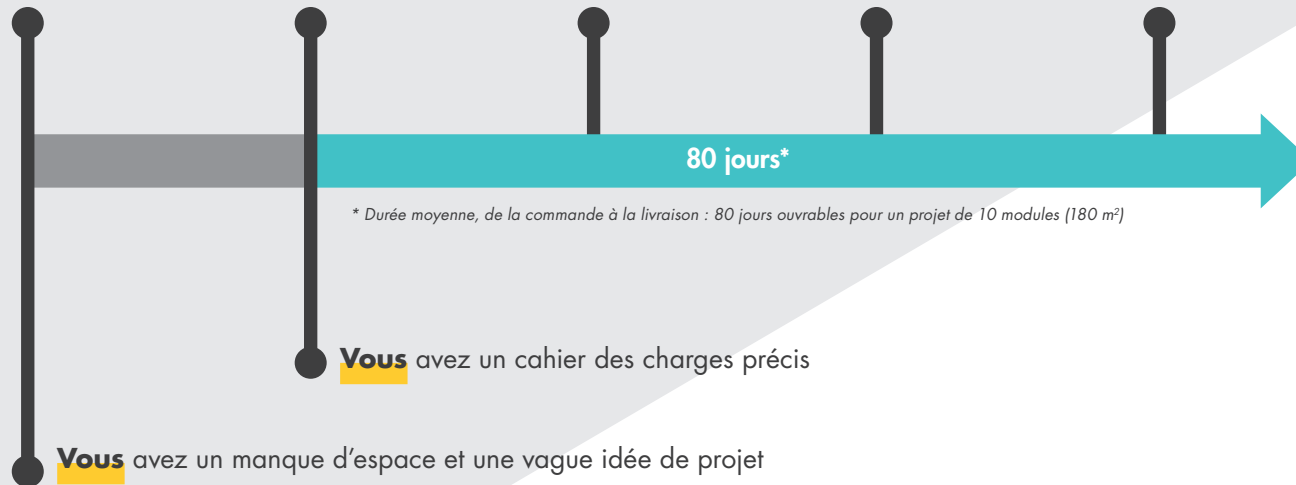 80 jours*
* Durée moyenne, de la commande à la livraison : 80 jours ouvrables pour un projet de 10 modules (180 m²)
Vous avez un cahier des charges précis
Vous avez un manque d’espace et une vague idée de projet